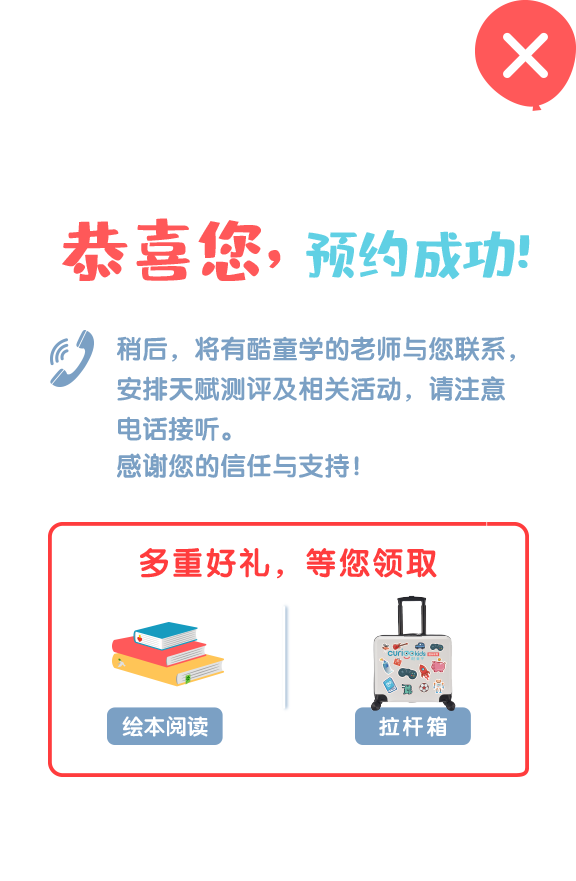 恭喜您，预约成功!
稍后，将有酷童学的老师与您联系，
安排天赋测评及相关活动，请注意
电话接听。
感谢您的信任与支持!
多重好礼，等您领取
curiookids
绘本阅读
拉杆箱